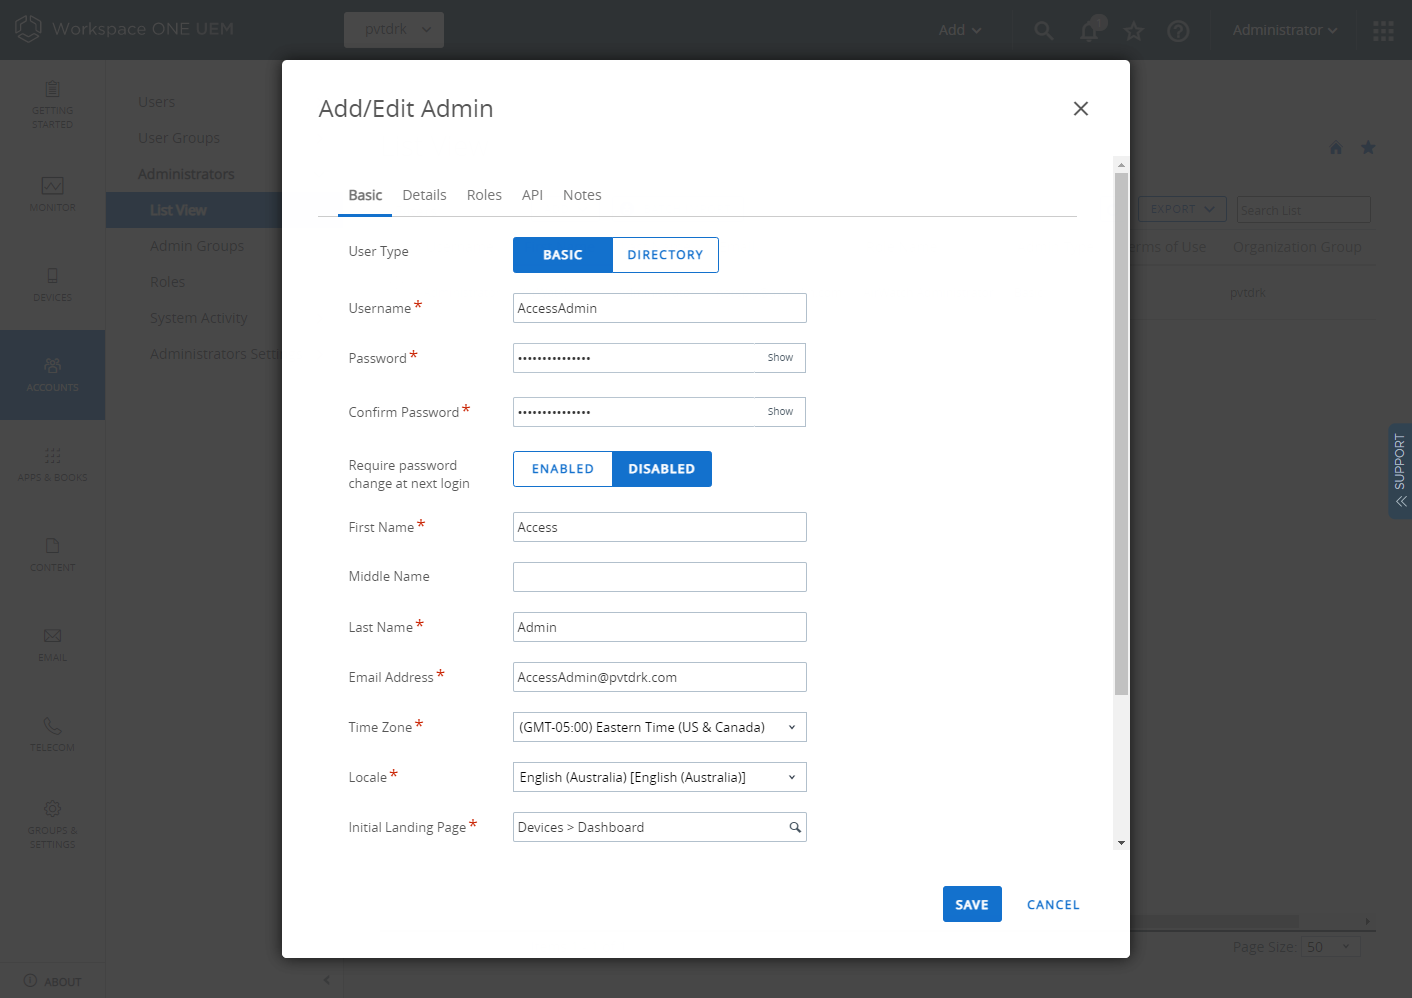 Workspace ONE UEM
pvtdrk
Add
Administrator
GETTING
STARTED
MONITOR
DEVICES
ACCOUNTS
APPS & BOOKS
CONTENT
EMAIL
TELECOM
GROUPS &
SETTINGS
ABOUT
Users
User Groups
Administrators
List View
Admin Groups
Roles
System Activity
Administrators Setti
Add/Edit Admin
Basic Details Roles API Notes
User Type BASIC DIRECTORY
Username* AccessAdmin
Password* ••••••••••••••• Show
Confirm Password* ••••••••••••••• Show
Require password
change at next login
ENABLED DISABLED
First Name* Access
Middle Name
Last Name* Admin
Email Address* AccessAdmin@pvtdrk.com
Time Zone* (GMT-05:00) Eastern Time (US & Canada)
Locale* English (Australia) [English (Australia)]
Initial Landing Page* Devices > Dashboard
SAVE CANCEL
EXPORT
Search List
rms of Use Organization Group
pvtdrk
SUPPORT
Page Size: 50